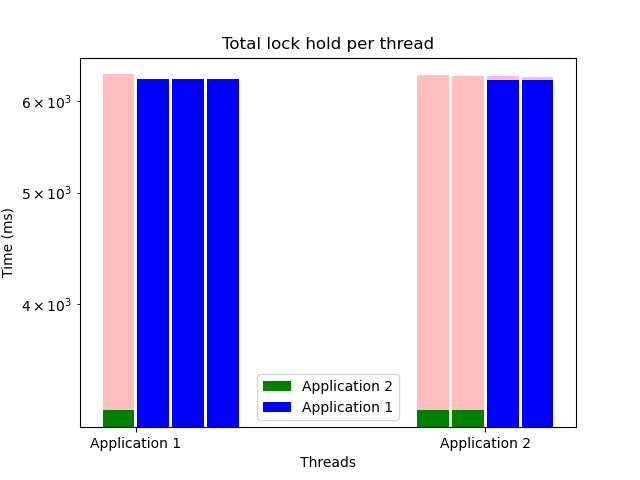 Total lock hold per thread
6 × 10³
5 × 10³
4 × 10³
Time (ms)
Application 2
Application 1
Application 1
Application 2
Threads